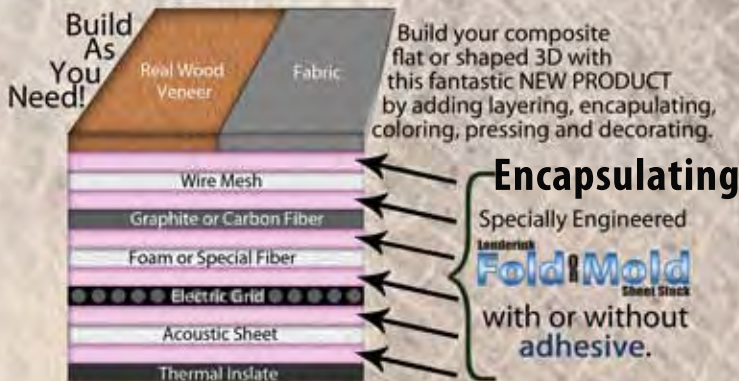 Build
As
You
Need!
Real Wood
Veneer
Fabric
Build your composite
flat or shaped 3D with
this fantastic NEW PRODUCT
by adding layering, encapulating,
coloring, pressing and decorating.
Wire Mesh
Graphite or Carbon Fiber
Foam or Special Fiber
Electric Grid
Acoustic Sheet
Thermal Inslate
Encapsulating
Specially Engineered
Lenderink
Fold Mold
Sheet Stock
with or without
adhesive.